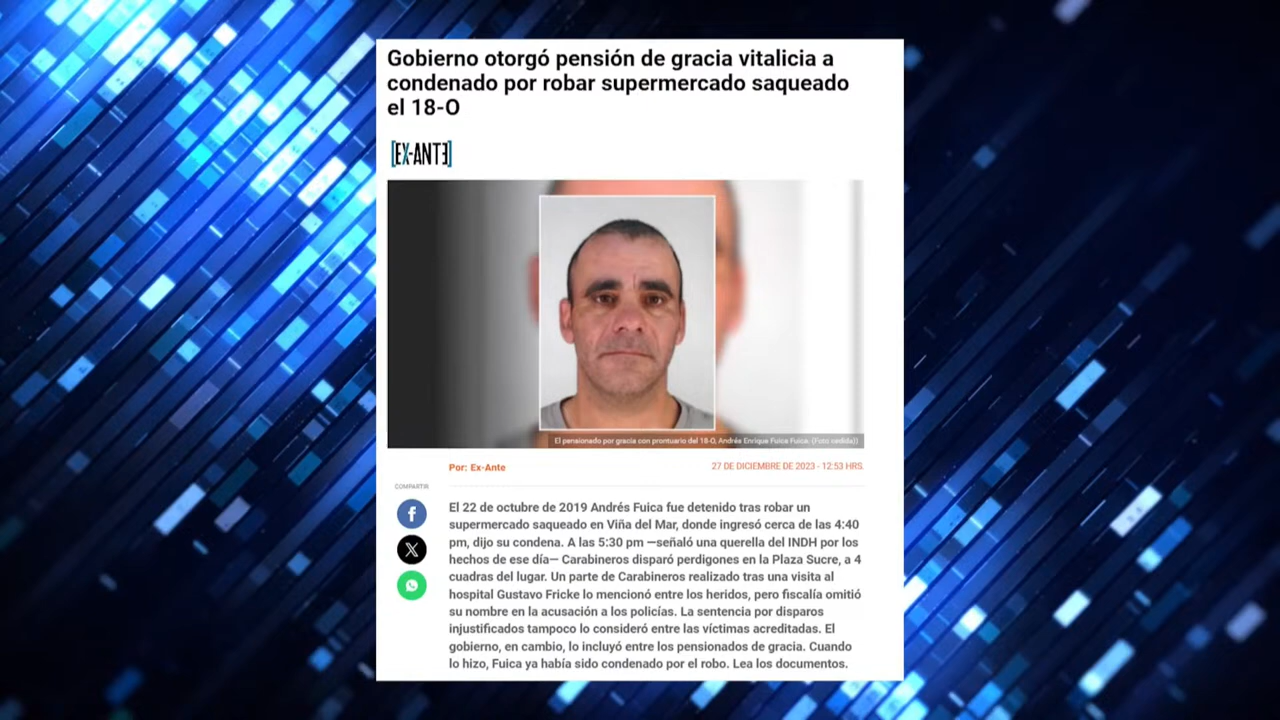 Gobierno otorgó pensión de gracia vitalicia a
condenado por robar supermercado saqueado
el 18-O
[EX-ANTE]
El pensionado por gracia con prontuario del 18-O, Andrés Enrique Fuica Fuica. (Foto cedida))
Por: Ex-Ante
27 DE DICIEMBRE DE 2023 - 12:53 HRS.
COMPARTIR
El 22 de octubre de 2019 Andrés Fuica fue detenido tras robar un
supermercado saqueado en Viña del Mar, donde ingresó cerca de las 4:40
pm, dijo su condena. A las 5:30 pm —señaló una querella del INDH por los
hechos de ese día— Carabineros disparó perdigones en la Plaza Sucre, a 4
cuadras del lugar. Un parte de Carabineros realizado tras una visita al
hospital Gustavo Fricke lo mencionó entre los heridos, pero fiscalía omitió
su nombre en la acusación a los policías. La sentencia por disparos
injustificados tampoco lo consideró entre las víctimas acreditadas. El
gobierno, en cambio, lo incluyó entre los pensionados de gracia. Cuando
lo hizo, Fuica ya había sido condenado por el robo. Lea los documentos.